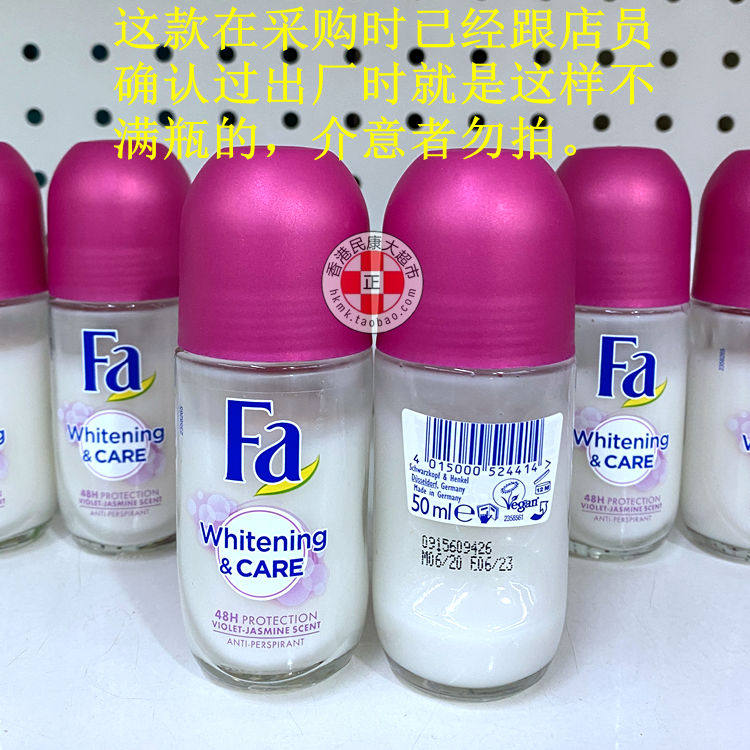 这款在采购时已经跟店员
确认过出厂时就是这样不
满瓶的，介意者勿拍。
香港民康大超市
正
hkmk.taobao.com
Fa
Whitening
& CARE
48H PROTECTION
VIOLET-JASMINE SCENT
ANTI-PERSPIRANT
Fa
Whitening
& CARE
48H PROTECTION
VIOLET-JASMINE SCENT
ANTI-PERSPIRANT
4 015000 524414
Schwarzkopf & Henkel
Düsseldorf, Germany
Made in Germany
50 ml e
Vegan
12 M
2358561
0915609426
M06/20 E06/23
Fa
Whitening
& CARE
48H PROTECTION
VIOLET-JASMINE SCENT
ANTI-PERSPIRANT